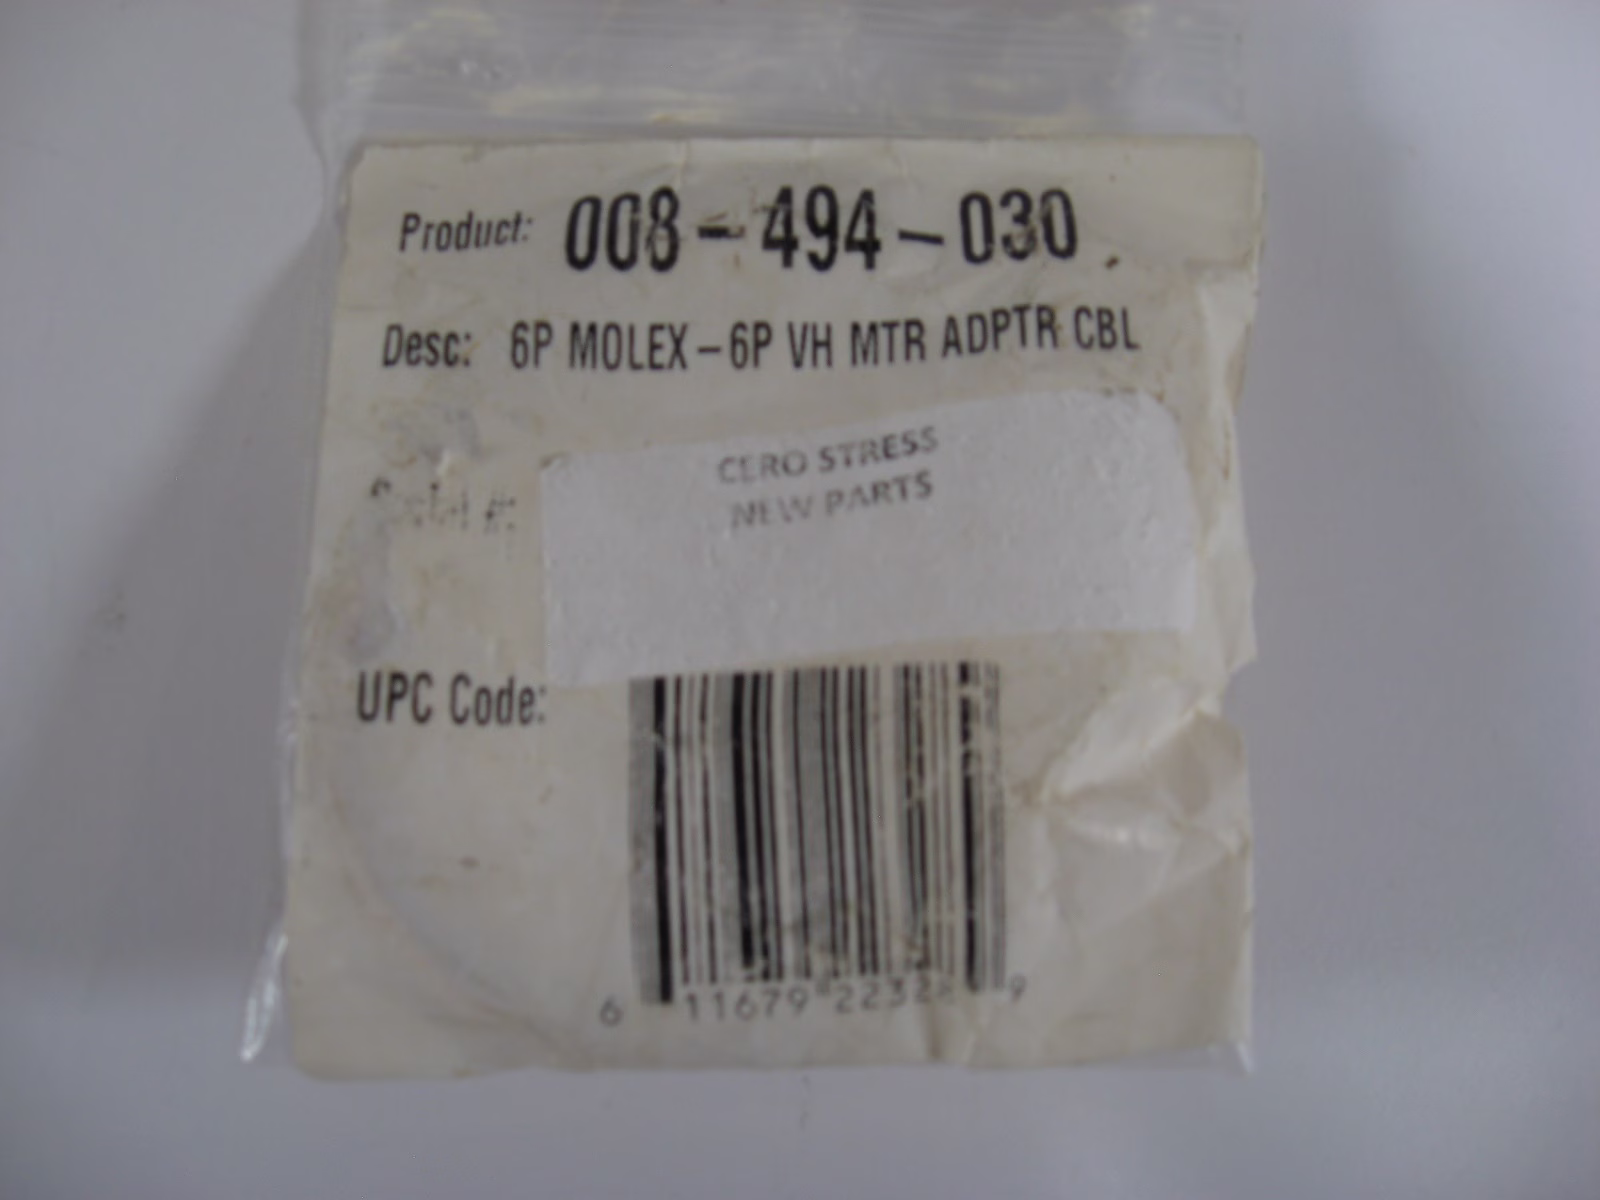 Product: 008-494-030
Desc: 6P MOLEX-6P VH MTR ADPTR CBL
CERO STRESS
NEW PARTS
#:
UPC Code:
6 11679 9